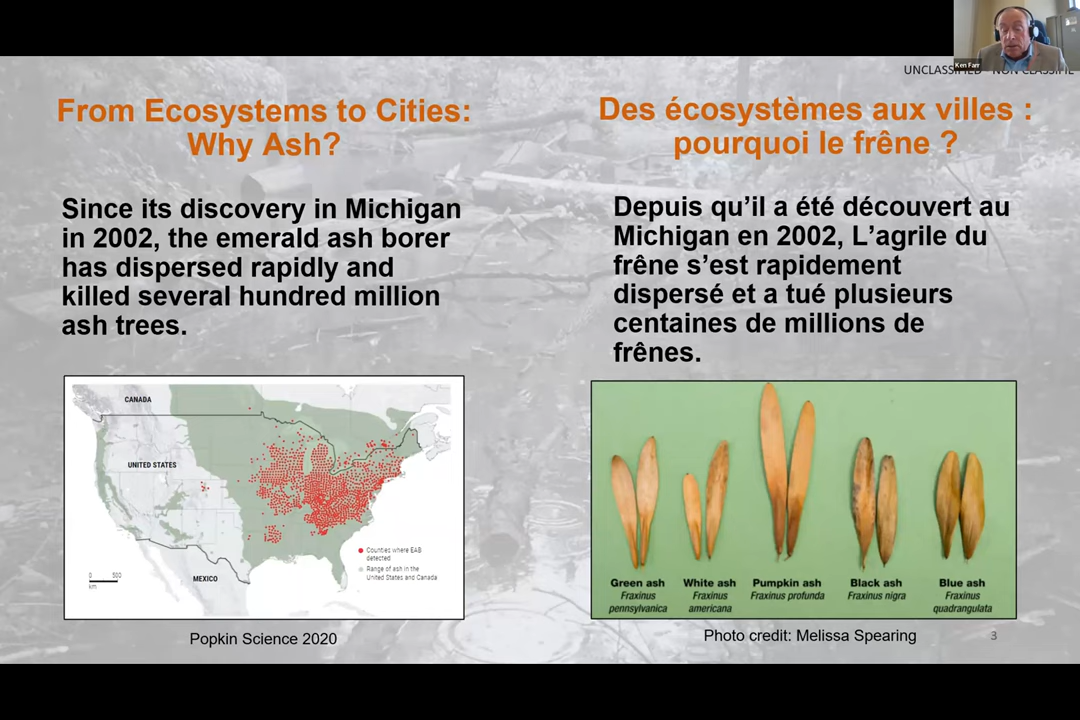 Ken Farr
UNCLASSIFIED - NON CLASSIFIÉ
From Ecosystems to Cities:
Why Ash?
Since its discovery in Michigan
in 2002, the emerald ash borer
has dispersed rapidly and
killed several hundred million
ash trees.
CANADA
UNITED STATES
MEXICO
0 500
km
Counties where EAB
detected
Range of ash in the
United States and Canada
Popkin Science 2020
Des écosystèmes aux villes :
pourquoi le frêne ?
Depuis qu’il a été découvert au
Michigan en 2002, L’agrile du
frêne s’est rapidement
dispersé et a tué plusieurs
centaines de millions de
frênes.
Green ash
Fraxinus
pennsylvanica
White ash
Fraxinus
americana
Pumpkin ash
Fraxinus profunda
Black ash
Fraxinus nigra
Blue ash
Fraxinus
quadrangulata
Photo credit: Melissa Spearing
3